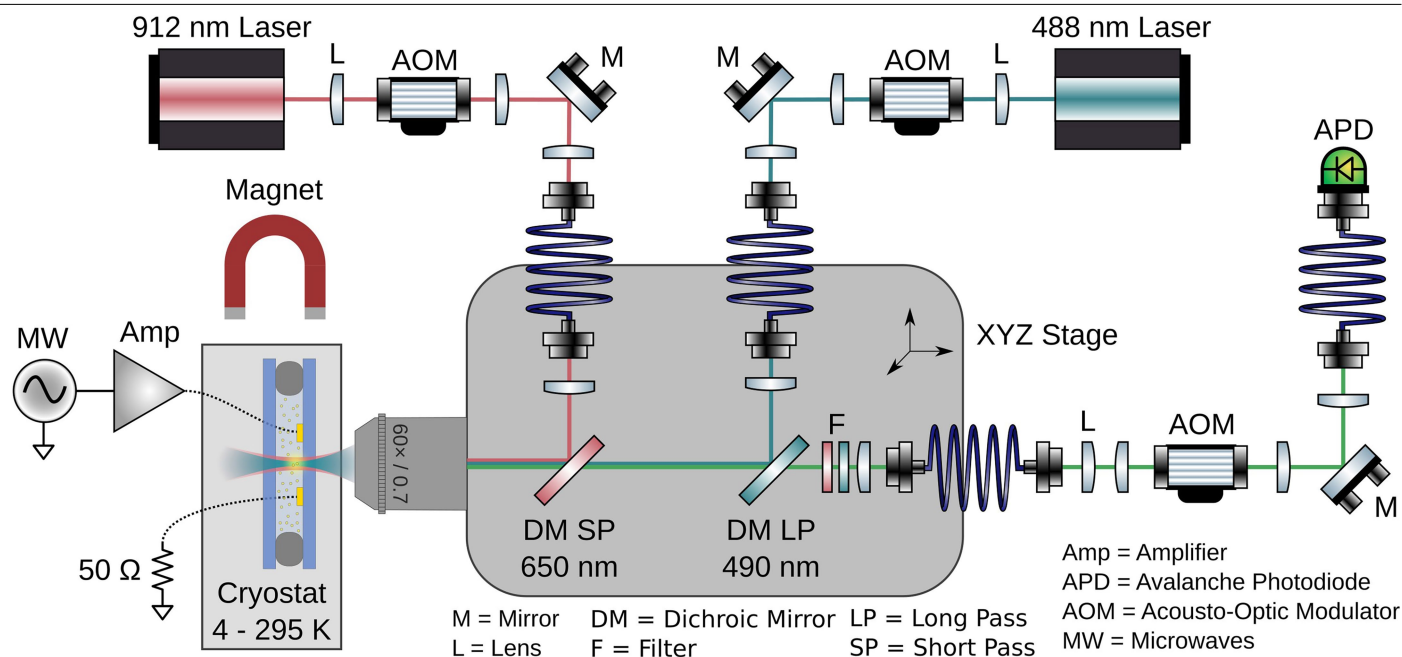 912 nm Laser
488 nm Laser
L
AOM
M
M
AOM
L
APD
Magnet
MW
Amp
XYZ Stage
60× / 0.7
F
L
AOM
M
DM SP
650 nm
DM LP
490 nm
50 Ω
Cryostat
4 - 295 K
M = Mirror
L = Lens
DM = Dichroic Mirror
F = Filter
LP = Long Pass
SP = Short Pass
Amp = Amplifier
APD = Avalanche Photodiode
AOM = Acousto-Optic Modulator
MW = Microwaves